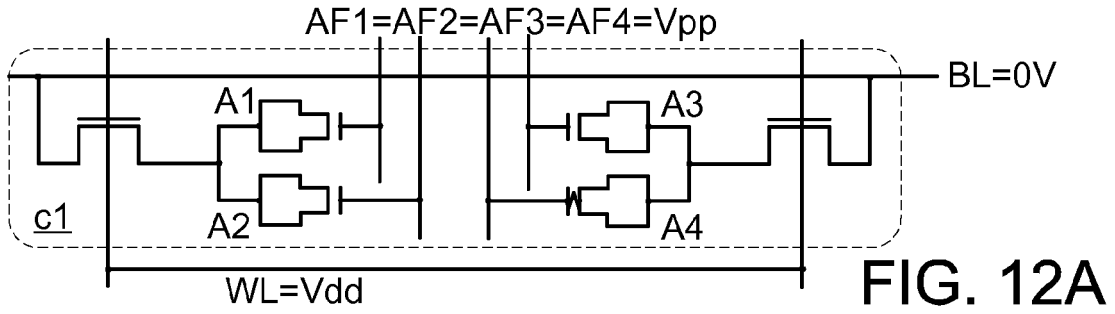 AF1=AF2=AF3=AF4=Vpp
BL=0V
A1
A3
A2
A4
c1
WL=Vdd
FIG. 12A